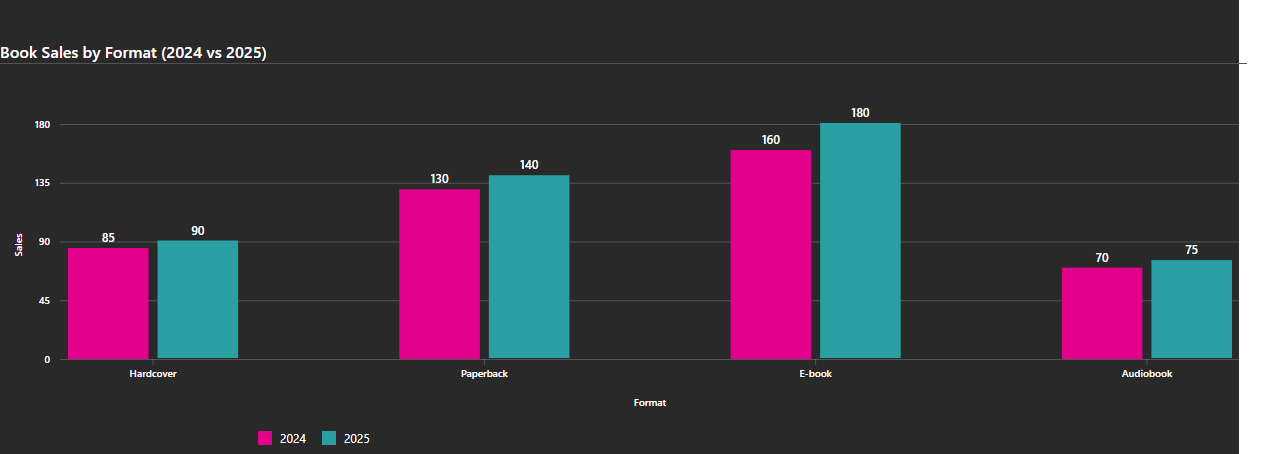 Book Sales by Format (2024 vs 2025)
180
135
90
45
0
Sales
85
90
130
140
160
180
70
75
Hardcover
Paperback
E-book
Audiobook
Format
2024
2025